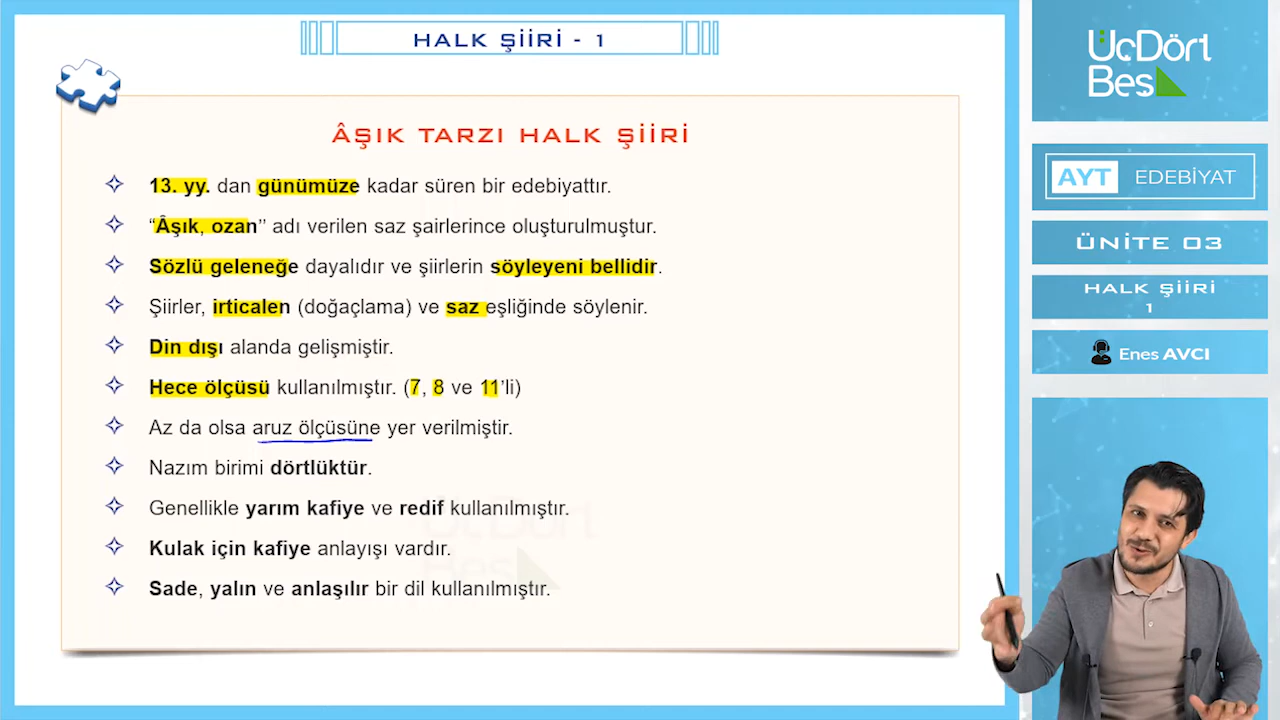 HALK ŞİİRİ - 1
ÂŞIK TARZI HALK ŞİİRİ
13. yy. dan günümüze kadar süren bir edebiyattır.
“Âşık, ozan’’ adı verilen saz şairlerince oluşturulmuştur.
Sözlü geleneğe dayalıdır ve şiirlerin söyleyeni bellidir.
Şiirler, irticalen (doğaçlama) ve saz eşliğinde söylenir.
Din dışı alanda gelişmiştir.
Hece ölçüsü kullanılmıştır. (7, 8 ve 11’li)
Az da olsa aruz ölçüsüne yer verilmiştir.
Nazım birimi dörtlüktür.
Genellikle yarım kafiye ve redif kullanılmıştır.
Kulak için kafiye anlayışı vardır.
Sade, yalın ve anlaşılır bir dil kullanılmıştır.
ÜçDört
Beş
AYT EDEBİYAT
ÜNİTE 03
HALK ŞİİRİ
1
Enes AVCI
ÜçDört
Beş